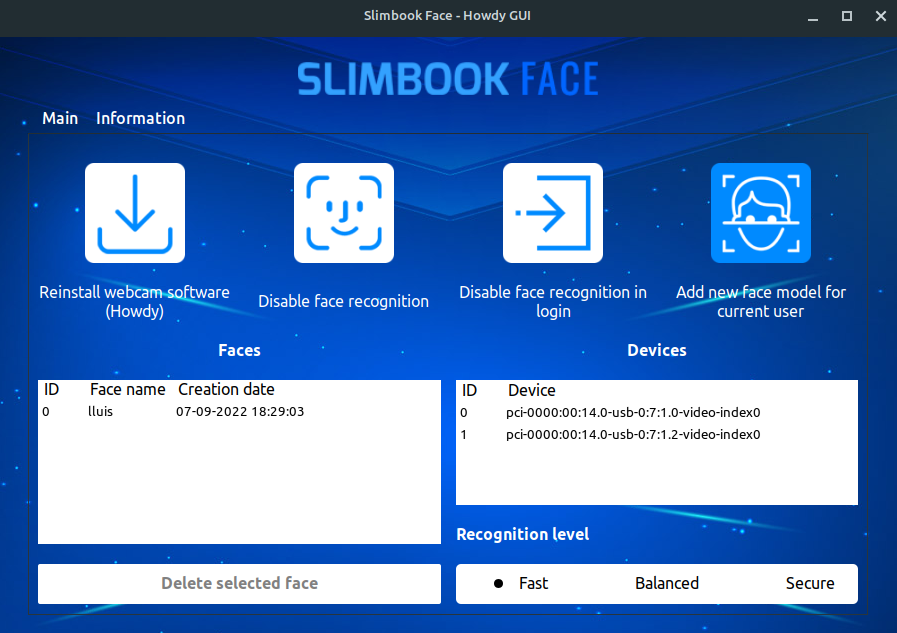 Slimbook Face - Howdy GUI
SLIMBOOK FACE
Main Information
Reinstall webcam software
(Howdy)
Disable face recognition
Disable face recognition in
login
Add new face model for
current user
Faces
ID Face name Creation date
0 lluis 07-09-2022 18:29:03
Delete selected face
Devices
ID Device
0 pci-0000:00:14.0-usb-0:7:1.0-video-index0
1 pci-0000:00:14.0-usb-0:7:1.2-video-index0
Recognition level
Fast Balanced Secure